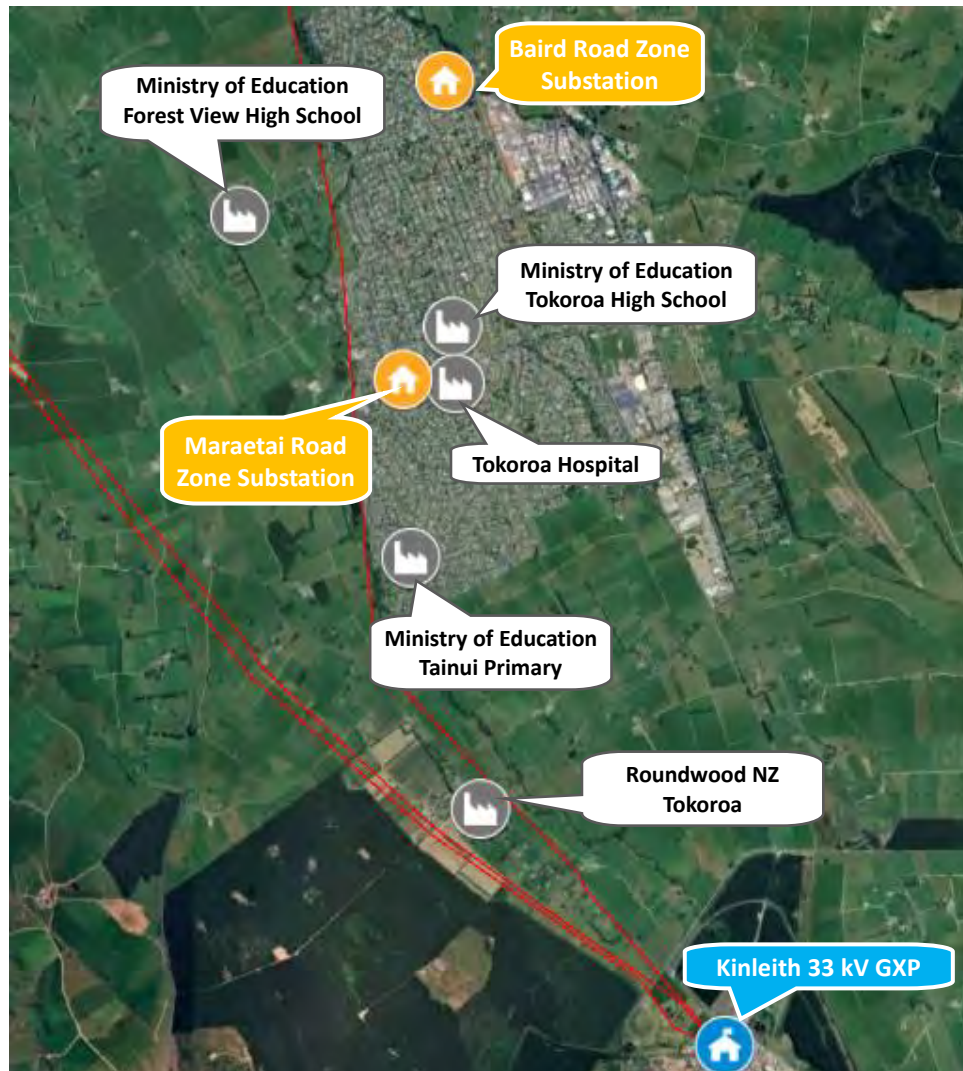 Baird Road Zone
Substation
Ministry of Education
Forest View High School
Ministry of Education
Tokoroa High School
Maraetai Road
Zone Substation
Tokoroa Hospital
Ministry of Education
Tainui Primary
Roundwood NZ
Tokoroa
Kinleith 33 kV GXP